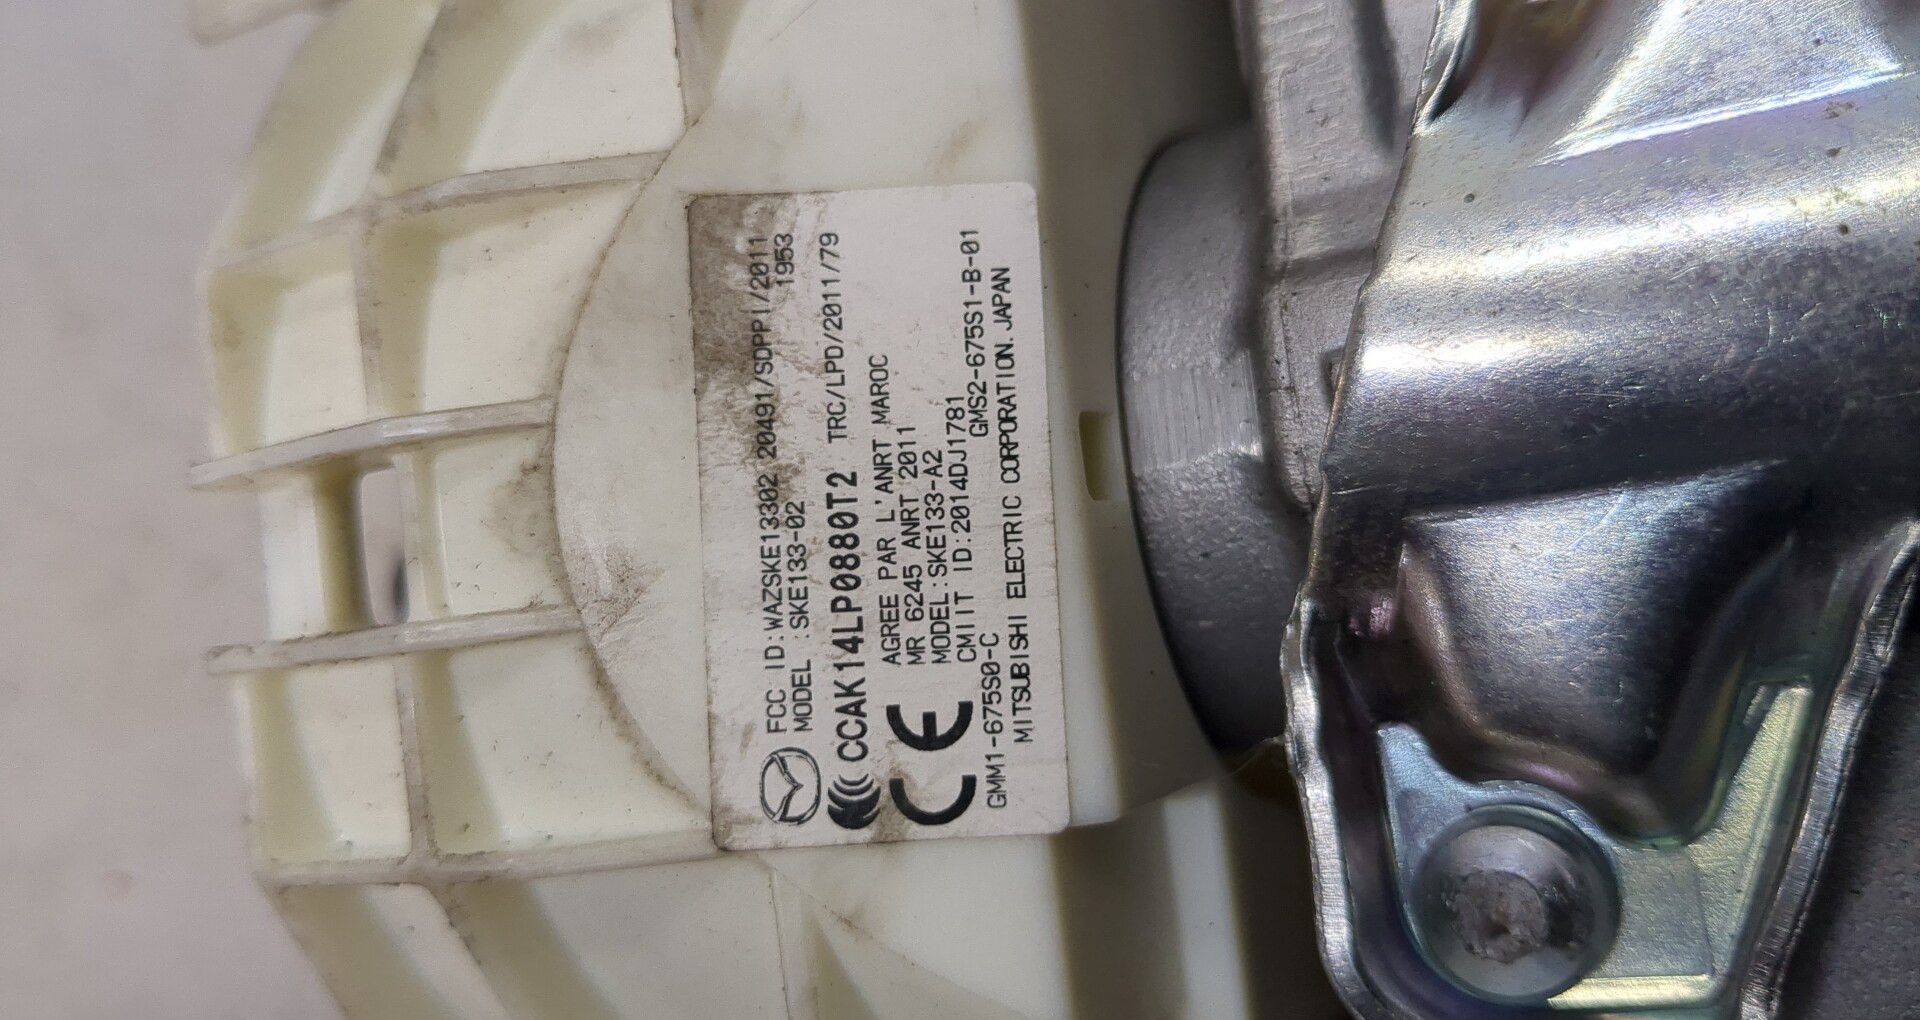 FCC ID:WAZSKE13302 20491/SDPPI/2011
MODEL :SKE133-02 1953
CCAK14LP0880T2 TRC/LPD/2011/79
CE AGREE PAR L'ANRT MAROC
MR 6245 ANRT 2011
MODEL:SKE133-A2
CMIIT ID:2014DJ1781
GMM1-675S0-C GMS2-675S1-B-01
MITSUBISHI ELECTRIC CORPORATION. JAPAN